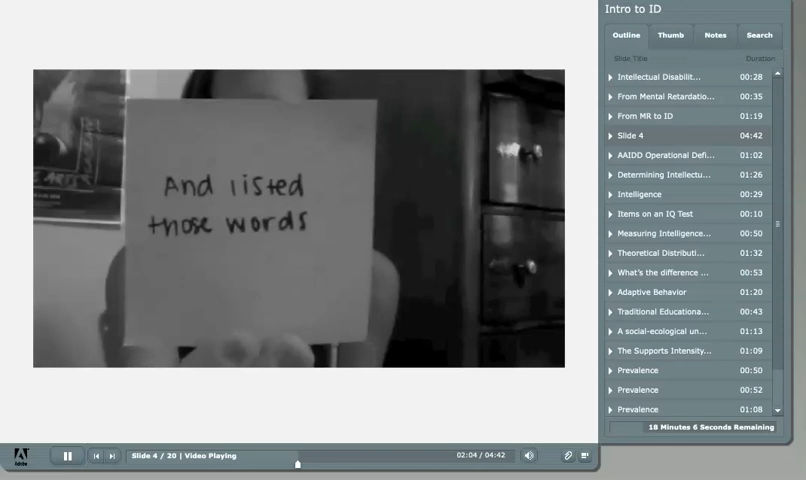 Intro to ID
Outline Thumb Notes Search
Slide Title Duration
Intellectual Disabilit... 00:28
From Mental Retardatio... 00:35
From MR to ID 01:19
Slide 4 04:42
AAIDD Operational Defi... 01:02
Determining Intellectu... 01:26
Intelligence 00:29
Items on an IQ Test 00:10
Measuring Intelligence... 00:50
Theoretical Distributi... 01:32
What's the difference ... 00:53
Adaptive Behavior 01:20
Traditional Educationa... 00:43
A social-ecological un... 01:13
The Supports Intensity... 01:09
Prevalence 00:50
Prevalence 00:52
Prevalence 01:08
18 Minutes 6 Seconds Remaining
And listed
those words
Adobe
Slide 4 / 20 | Video Playing 02:04 / 04:42